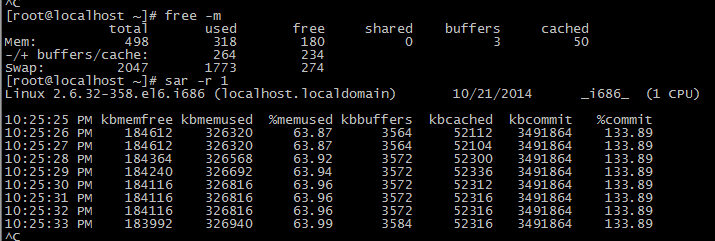 ^C
[root@localhost ~]# free -m
total used free shared buffers cached
Mem: 498 318 180 0 3 50
-/+ buffers/cache: 264 234
Swap: 2047 1773 274
[root@localhost ~]# sar -r 1
Linux 2.6.32-358.el6.i686 (localhost.localdomain) 10/21/2014 _i686_ (1 CPU)
10:25:25 PM kbmemfree kbmemused %memused kbbuffers kbcached kbcommit %commit
10:25:26 PM 184612 326320 63.87 3564 52112 3491864 133.89
10:25:27 PM 184612 326320 63.87 3564 52104 3491864 133.89
10:25:28 PM 184364 326568 63.92 3572 52300 3491864 133.89
10:25:29 PM 184240 326692 63.94 3572 52336 3491864 133.89
10:25:30 PM 184116 326816 63.96 3572 52312 3491864 133.89
10:25:31 PM 184116 326816 63.96 3572 52316 3491864 133.89
10:25:32 PM 184116 326816 63.96 3572 52316 3491864 133.89
10:25:33 PM 183992 326940 63.99 3584 52316 3491864 133.89
^C